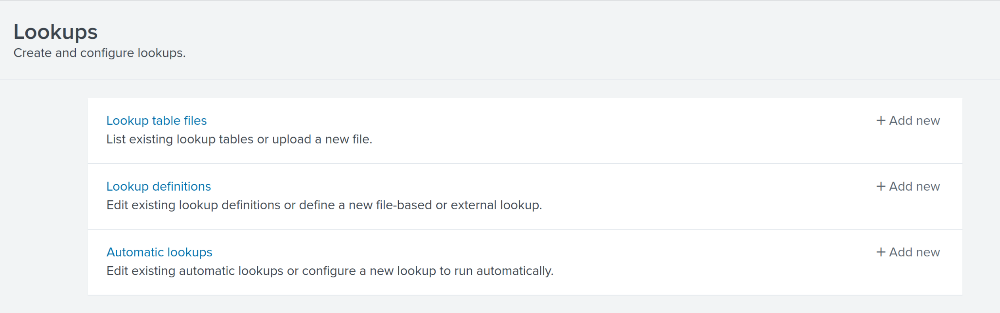 Lookups
Create and configure lookups.
Lookup table files
+ Add new
List existing lookup tables or upload a new file.
Lookup definitions
+ Add new
Edit existing lookup definitions or define a new file-based or external lookup.
Automatic lookups
+ Add new
Edit existing automatic lookups or configure a new lookup to run automatically.